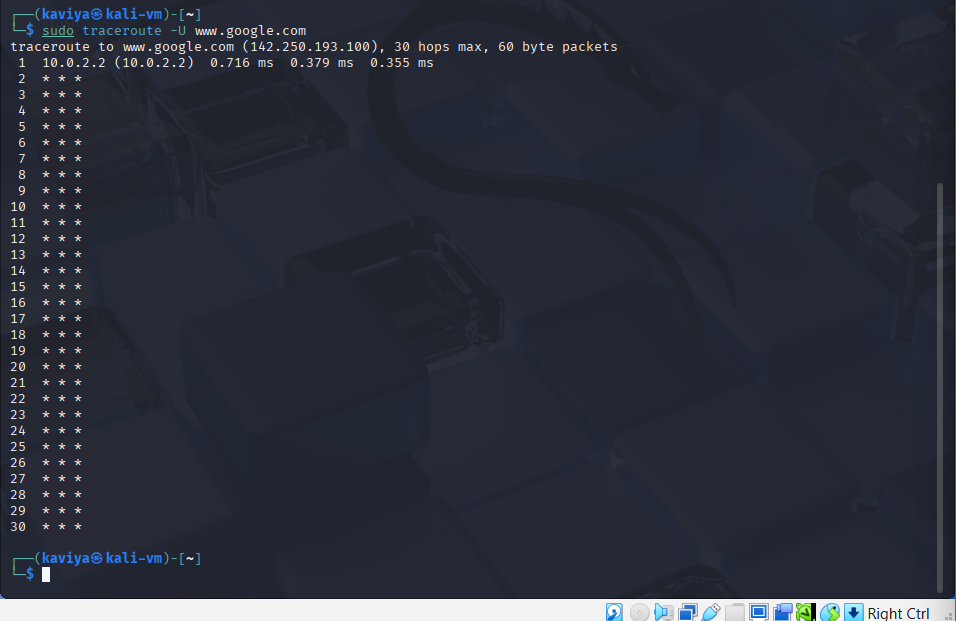 ┌──(kaviya㉿kali-vm)-[~]
└─$ sudo traceroute -U www.google.com
traceroute to www.google.com (142.250.193.100), 30 hops max, 60 byte packets
 1  10.0.2.2 (10.0.2.2)  0.716 ms  0.379 ms  0.355 ms
 2  * * *
 3  * * *
 4  * * *
 5  * * *
 6  * * *
 7  * * *
 8  * * *
 9  * * *
10  * * *
11  * * *
12  * * *
13  * * *
14  * * *
15  * * *
16  * * *
17  * * *
18  * * *
19  * * *
20  * * *
21  * * *
22  * * *
23  * * *
24  * * *
25  * * *
26  * * *
27  * * *
28  * * *
29  * * *
30  * * *
┌──(kaviya㉿kali-vm)-[~]
└─$
Right Ctrl